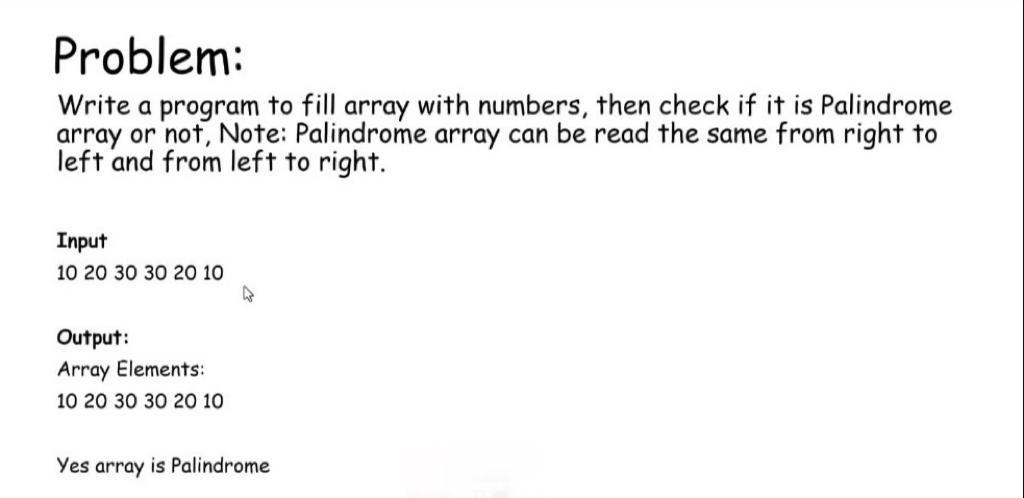 Problem:
Write a program to fill array with numbers, then check if it is Palindrome
array or not, Note: Palindrome array can be read the same from right to
left and from left to right.
Input
10 20 30 30 20 10
Output:
Array Elements:
10 20 30 30 20 10
Yes array is Palindrome